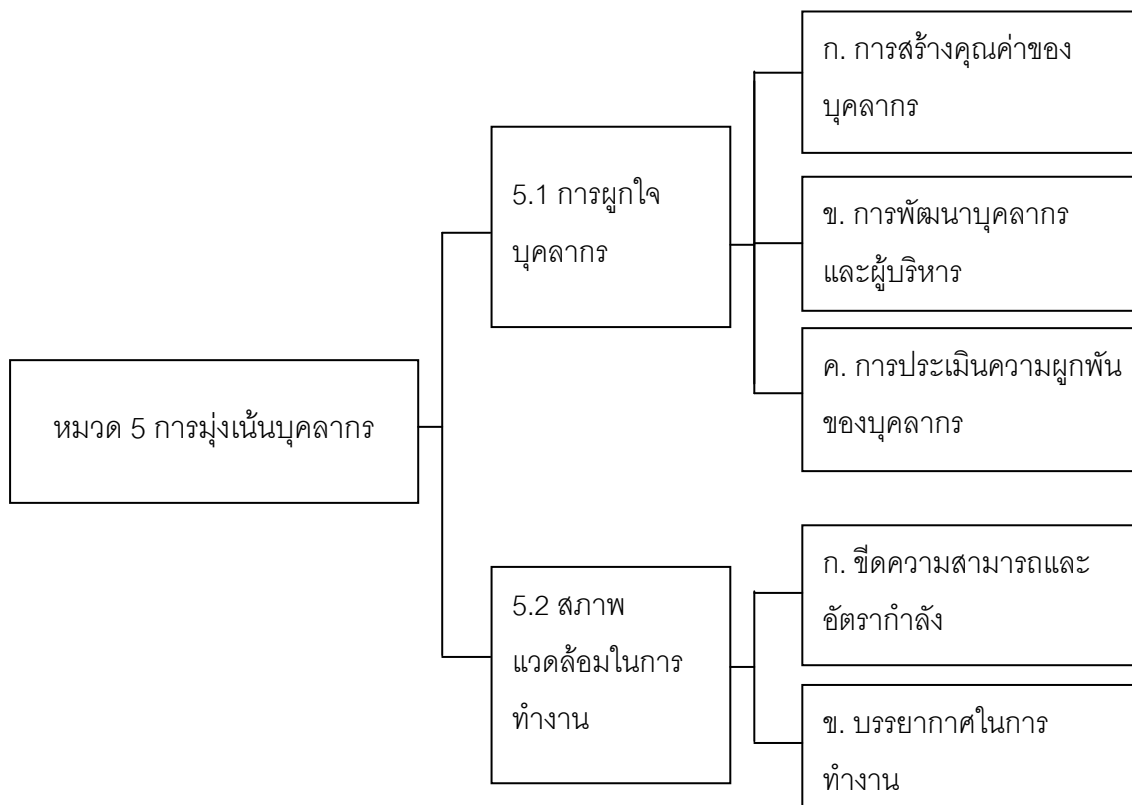 หมวด 5 การมุ่งเน้นบุคลากร
5.1 การผูกใจ
บุคลากร
ก. การสร้างคุณค่าของ
บุคลากร
ข. การพัฒนาบุคลากร
และผู้บริหาร
ค. การประเมินความผูกพัน
ของบุคลากร
5.2 สภาพ
แวดล้อมในการ
ทำงาน
ก. ขีดความสามารถและ
อัตรากำลัง
ข. บรรยากาศในการ
ทำงาน